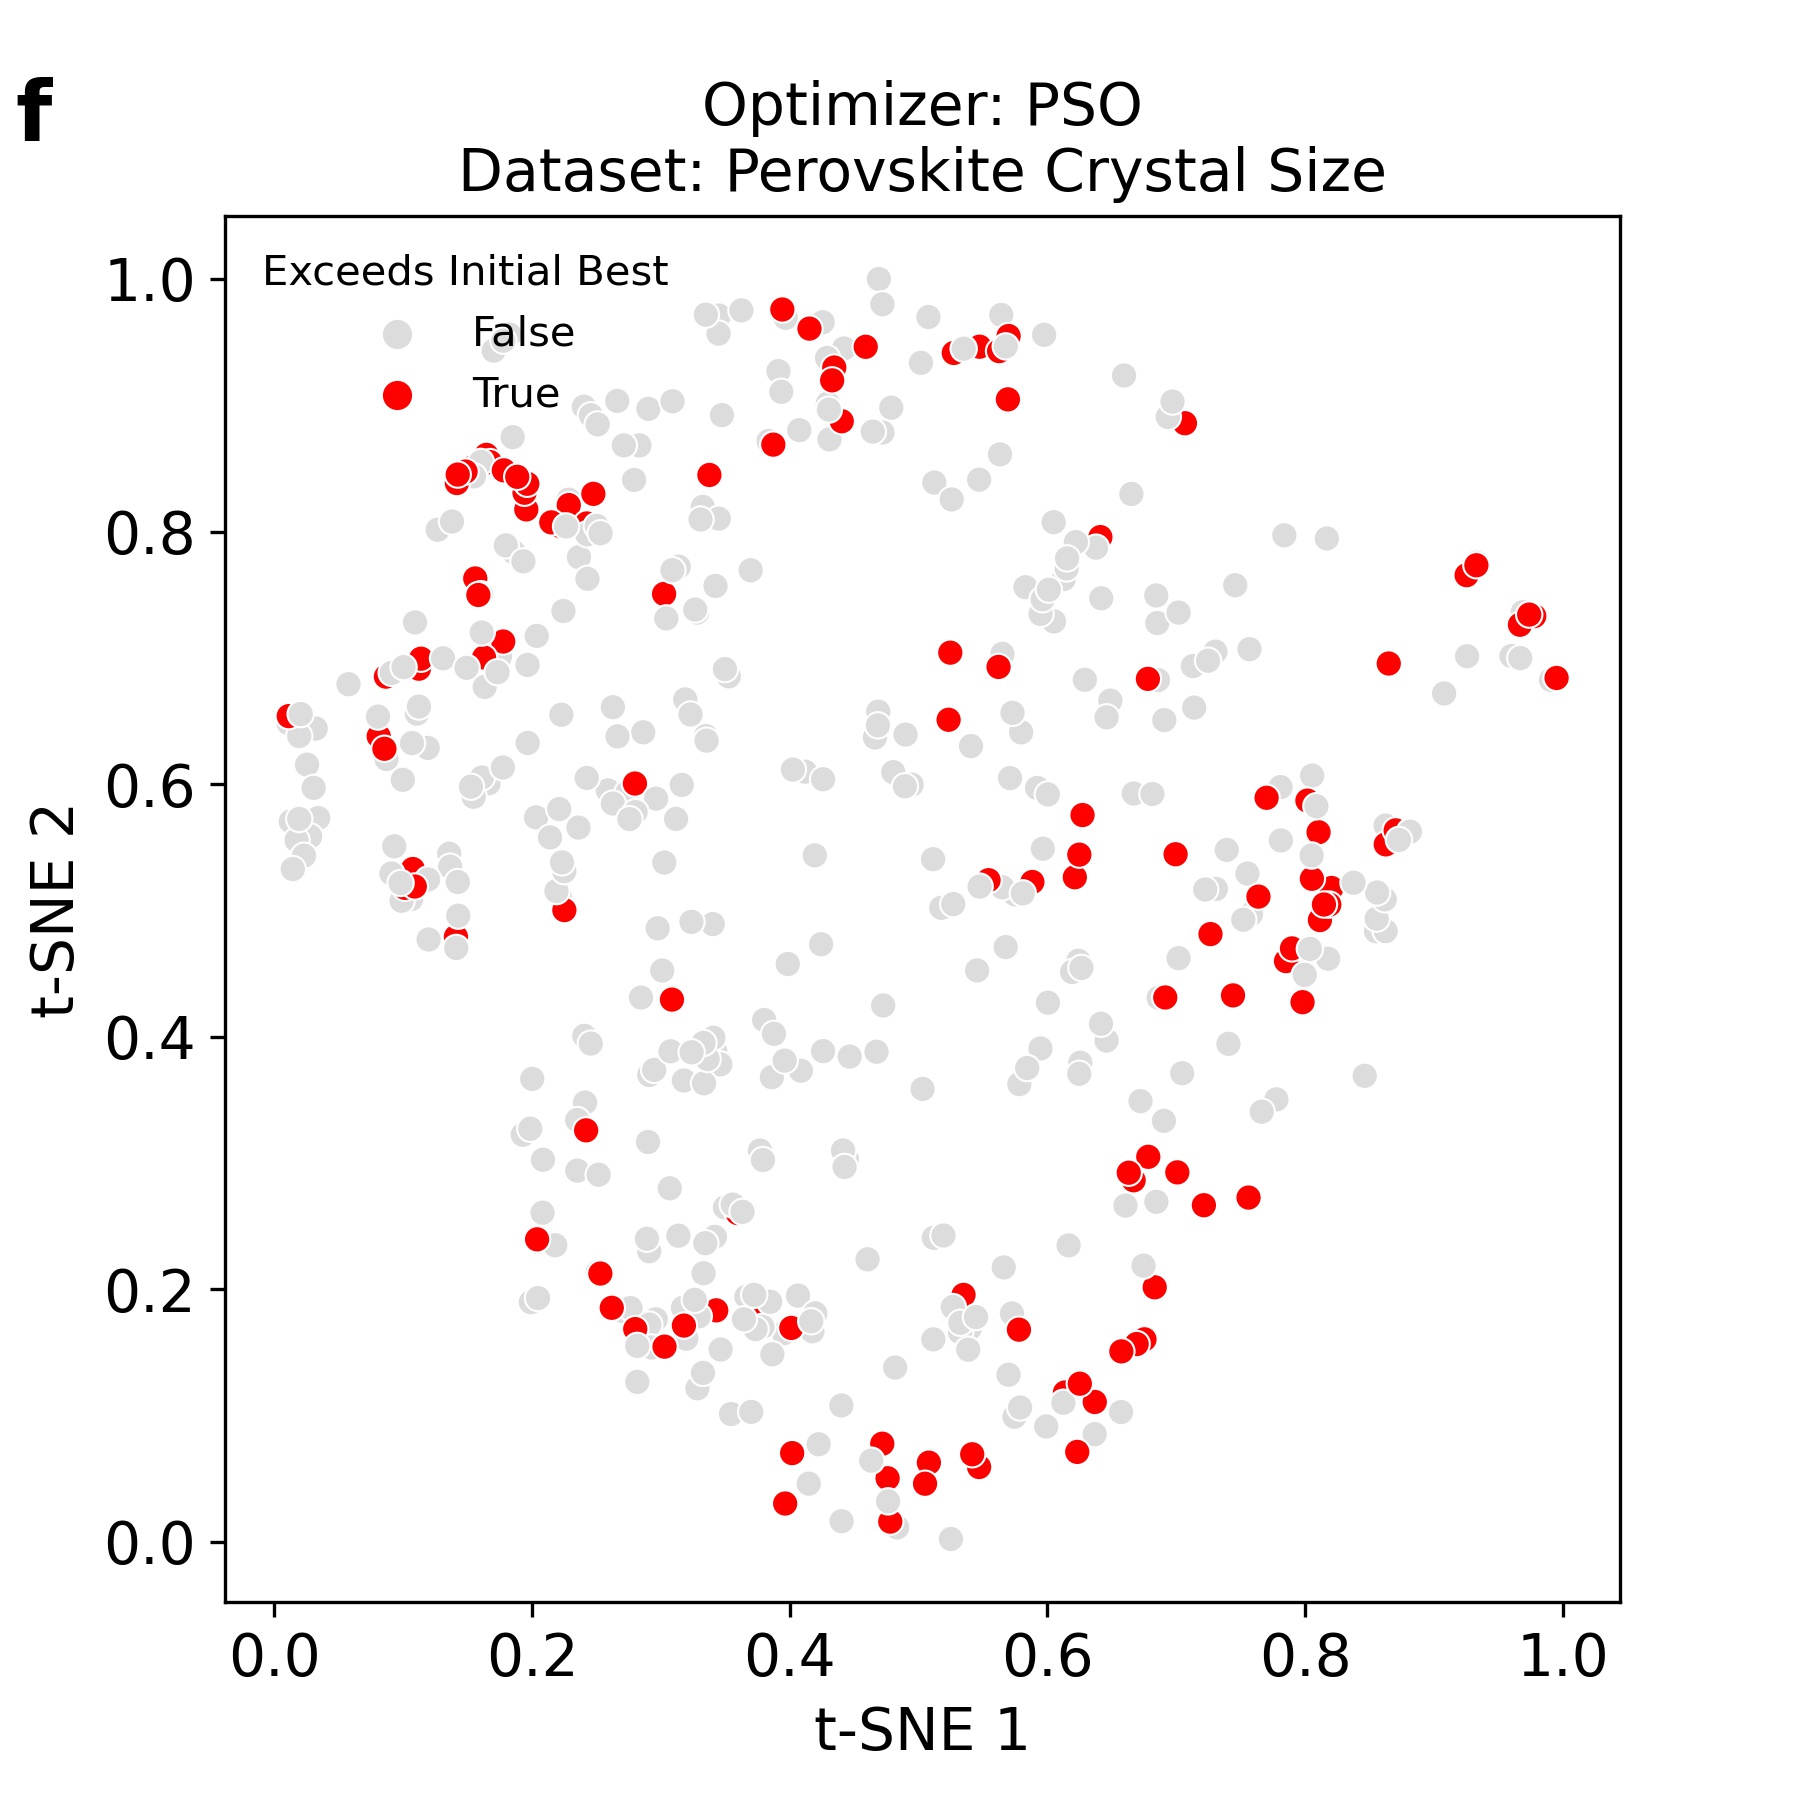 f
Optimizer: PSO
Dataset: Perovskite Crystal Size
Exceeds Initial Best
False
True
1.0
0.8
0.6
0.4
0.2
0.0
t-SNE 2
0.0 0.2 0.4 0.6 0.8 1.0
t-SNE 1